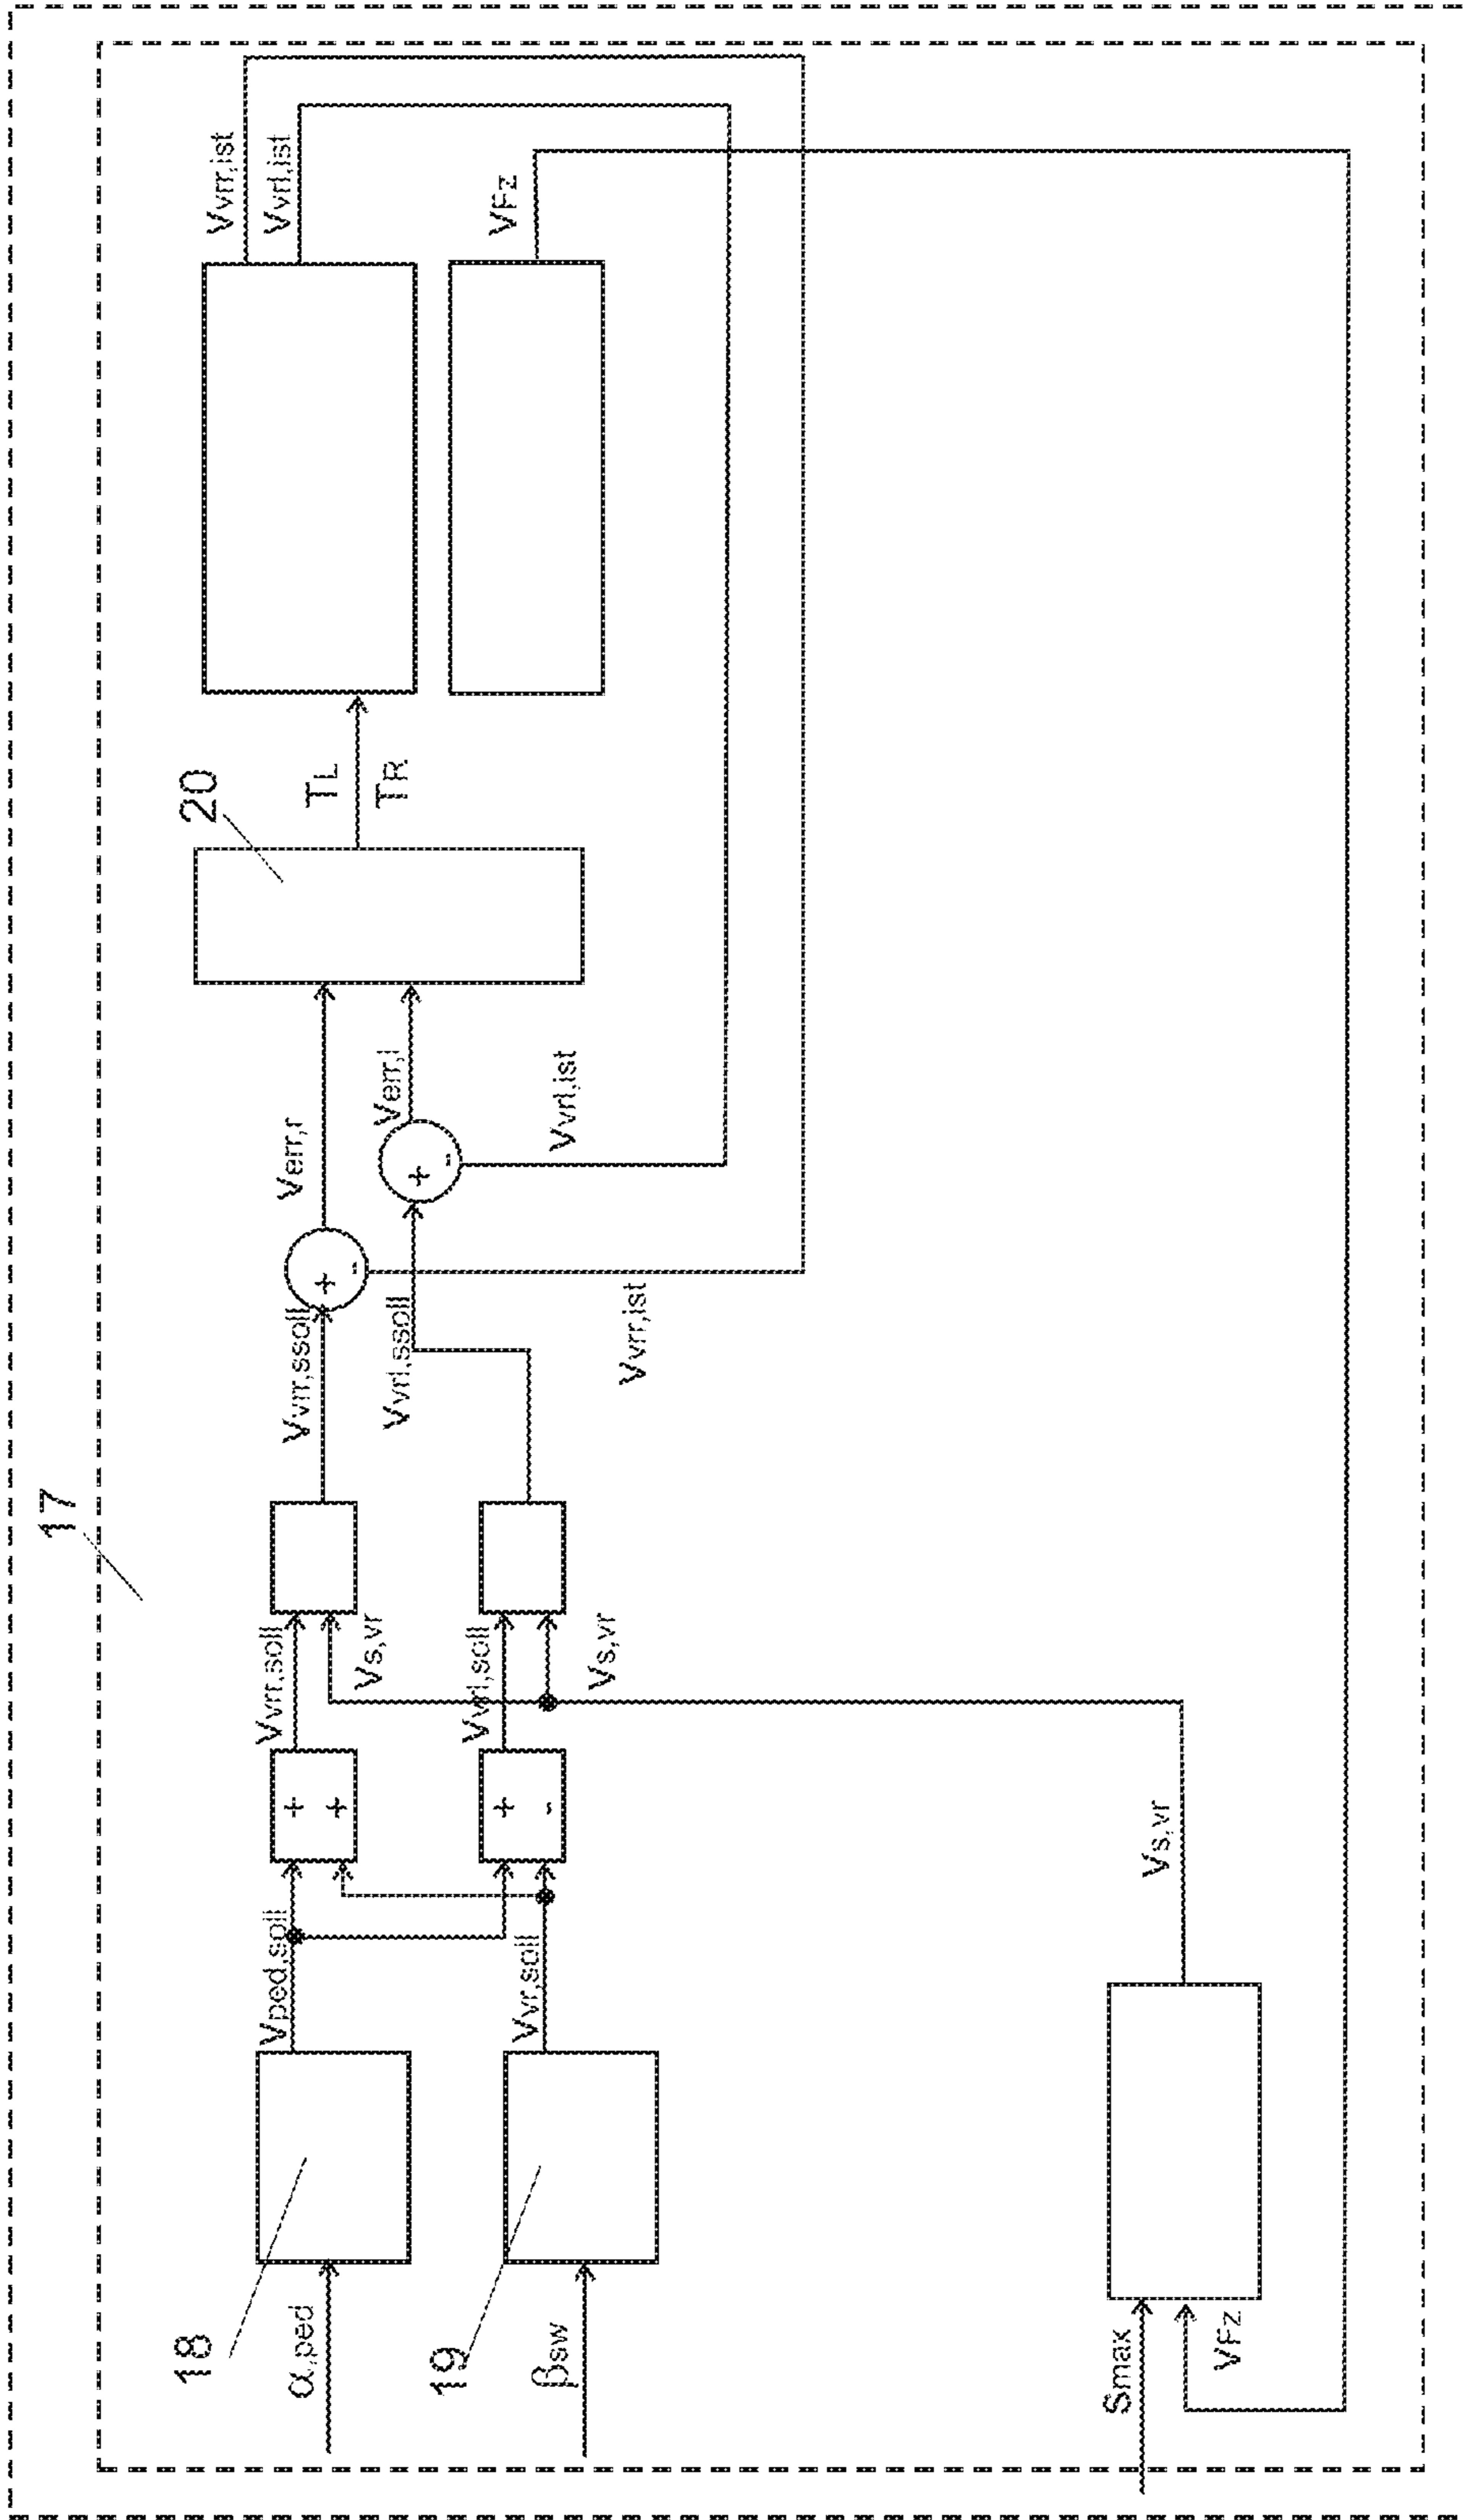 17
18
α,ped
Vped,soll
+
+
Vvrr,soll
Vs,vr
Vvrr,ssoll
+
-
Verr,r
20
TL
TR
Vvrr,ist
Vvrl,ist
19
βsw
Vvr,soll
+
-
Vvrl,soll
Vs,vr
Vvrl,ssoll
+
-
Verr,l
Vvrl,ist
Vvrr,ist
VFz
Smax
VFz
Vs,vr